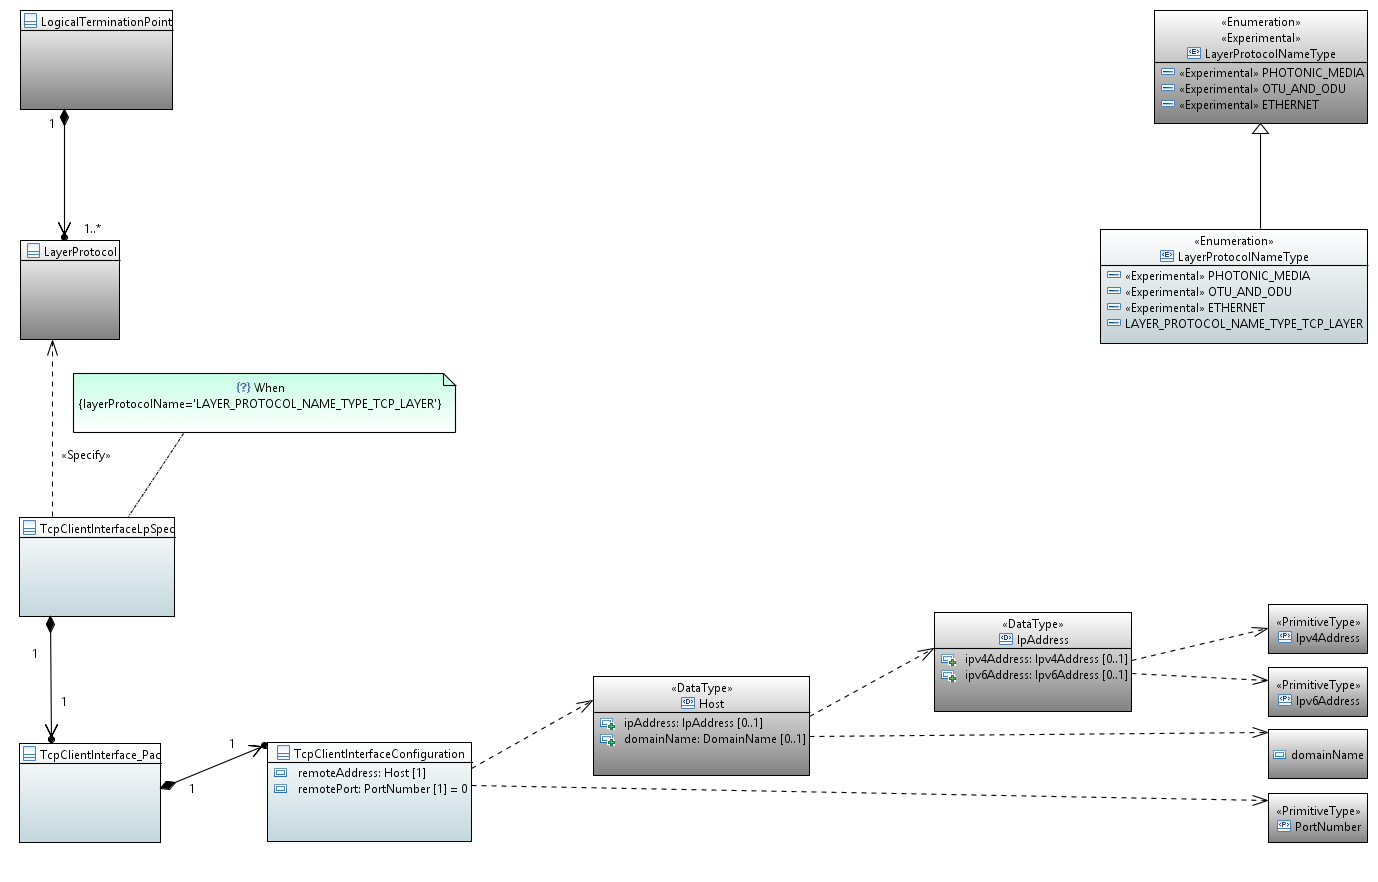 LogicalTerminationPoint
1
1..*
LayerProtocol
{?} When
{layerProtocolName='LAYER_PROTOCOL_NAME_TYPE_TCP_LAYER'}
«Specify»
TcpClientInterfaceLpSpec
1
1
TcpClientInterface_Pac
1
1
TcpClientInterfaceConfiguration
remoteAddress: Host [1]
remotePort: PortNumber [1] = 0
«DataType»
Host
ipAddress: IpAddress [0..1]
domainName: DomainName [0..1]
«DataType»
IpAddress
ipv4Address: Ipv4Address [0..1]
ipv6Address: Ipv6Address [0..1]
«PrimitiveType»
Ipv4Address
«PrimitiveType»
Ipv6Address
domainName
«PrimitiveType»
PortNumber
«Enumeration»
«Experimental»
LayerProtocolNameType
«Experimental» PHOTONIC_MEDIA
«Experimental» OTU_AND_ODU
«Experimental» ETHERNET
«Enumeration»
LayerProtocolNameType
«Experimental» PHOTONIC_MEDIA
«Experimental» OTU_AND_ODU
«Experimental» ETHERNET
LAYER_PROTOCOL_NAME_TYPE_TCP_LAYER